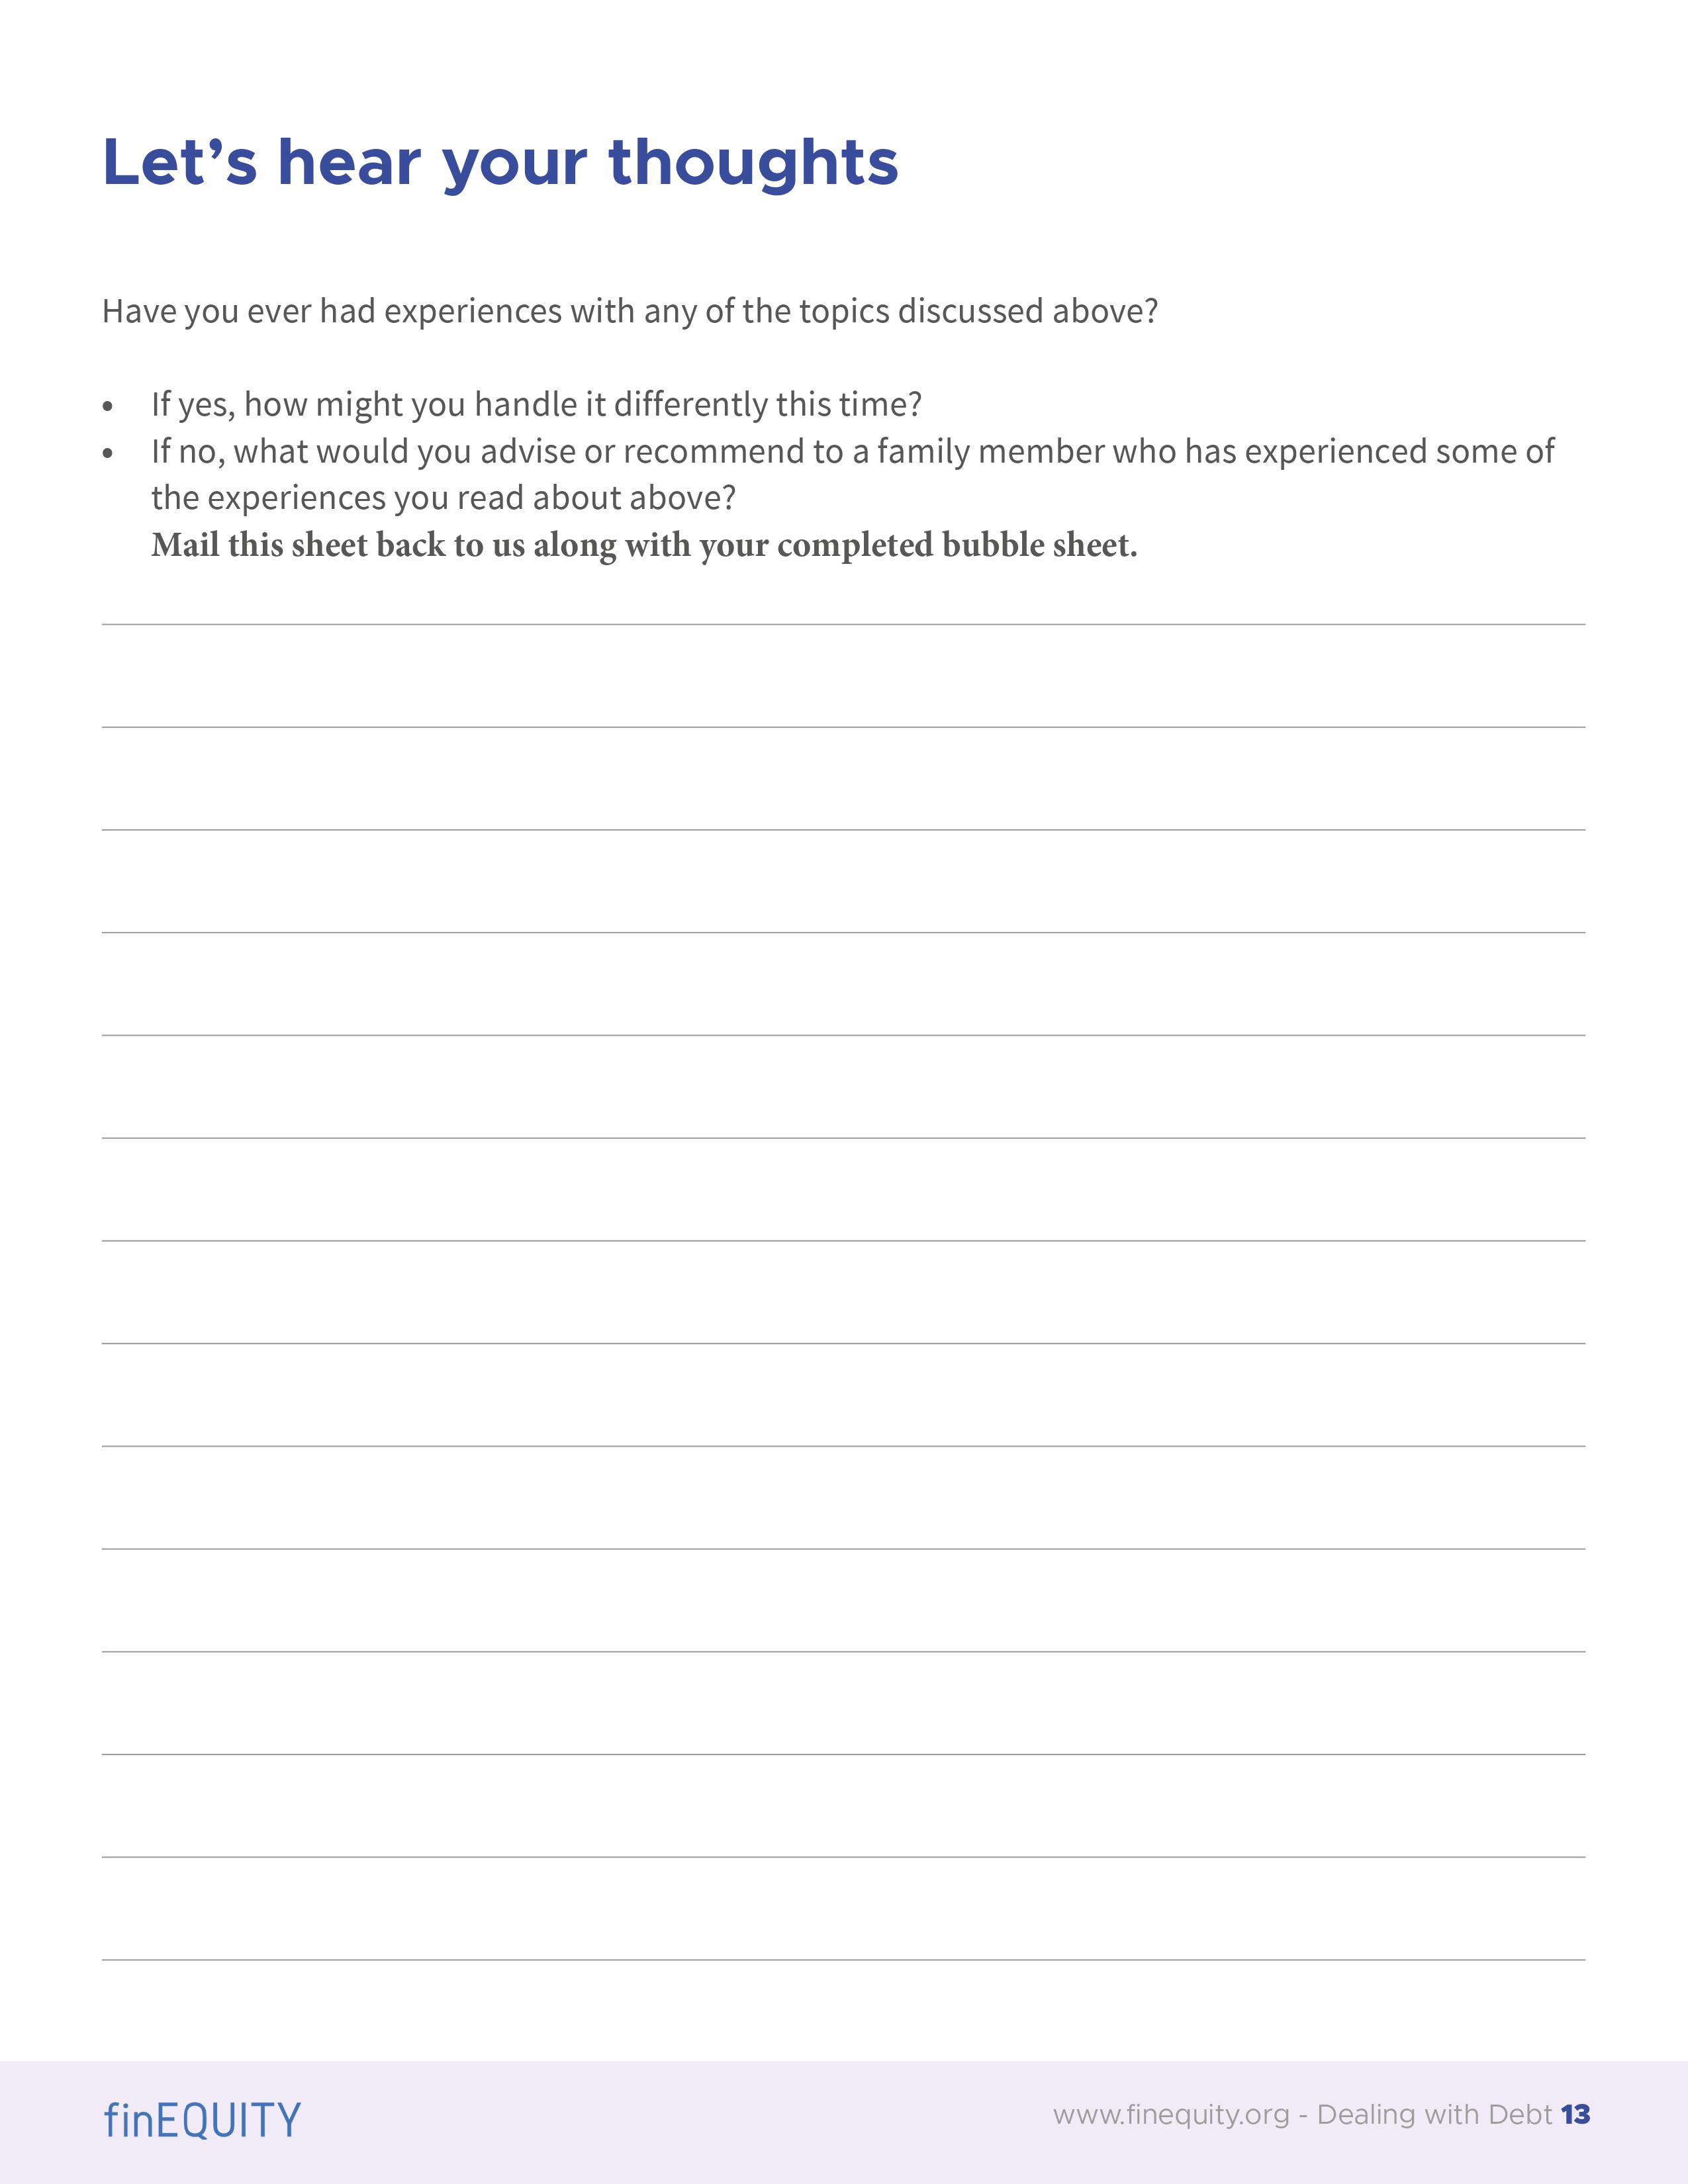 Let’s hear your thoughts
Have you ever had experiences with any of the topics discussed above?
• If yes, how might you handle it differently this time?
• If no, what would you advise or recommend to a family member who has experienced some of
the experiences you read about above?
Mail this sheet back to us along with your completed bubble sheet.
finEQUITY
www.finequity.org - Dealing with Debt 13